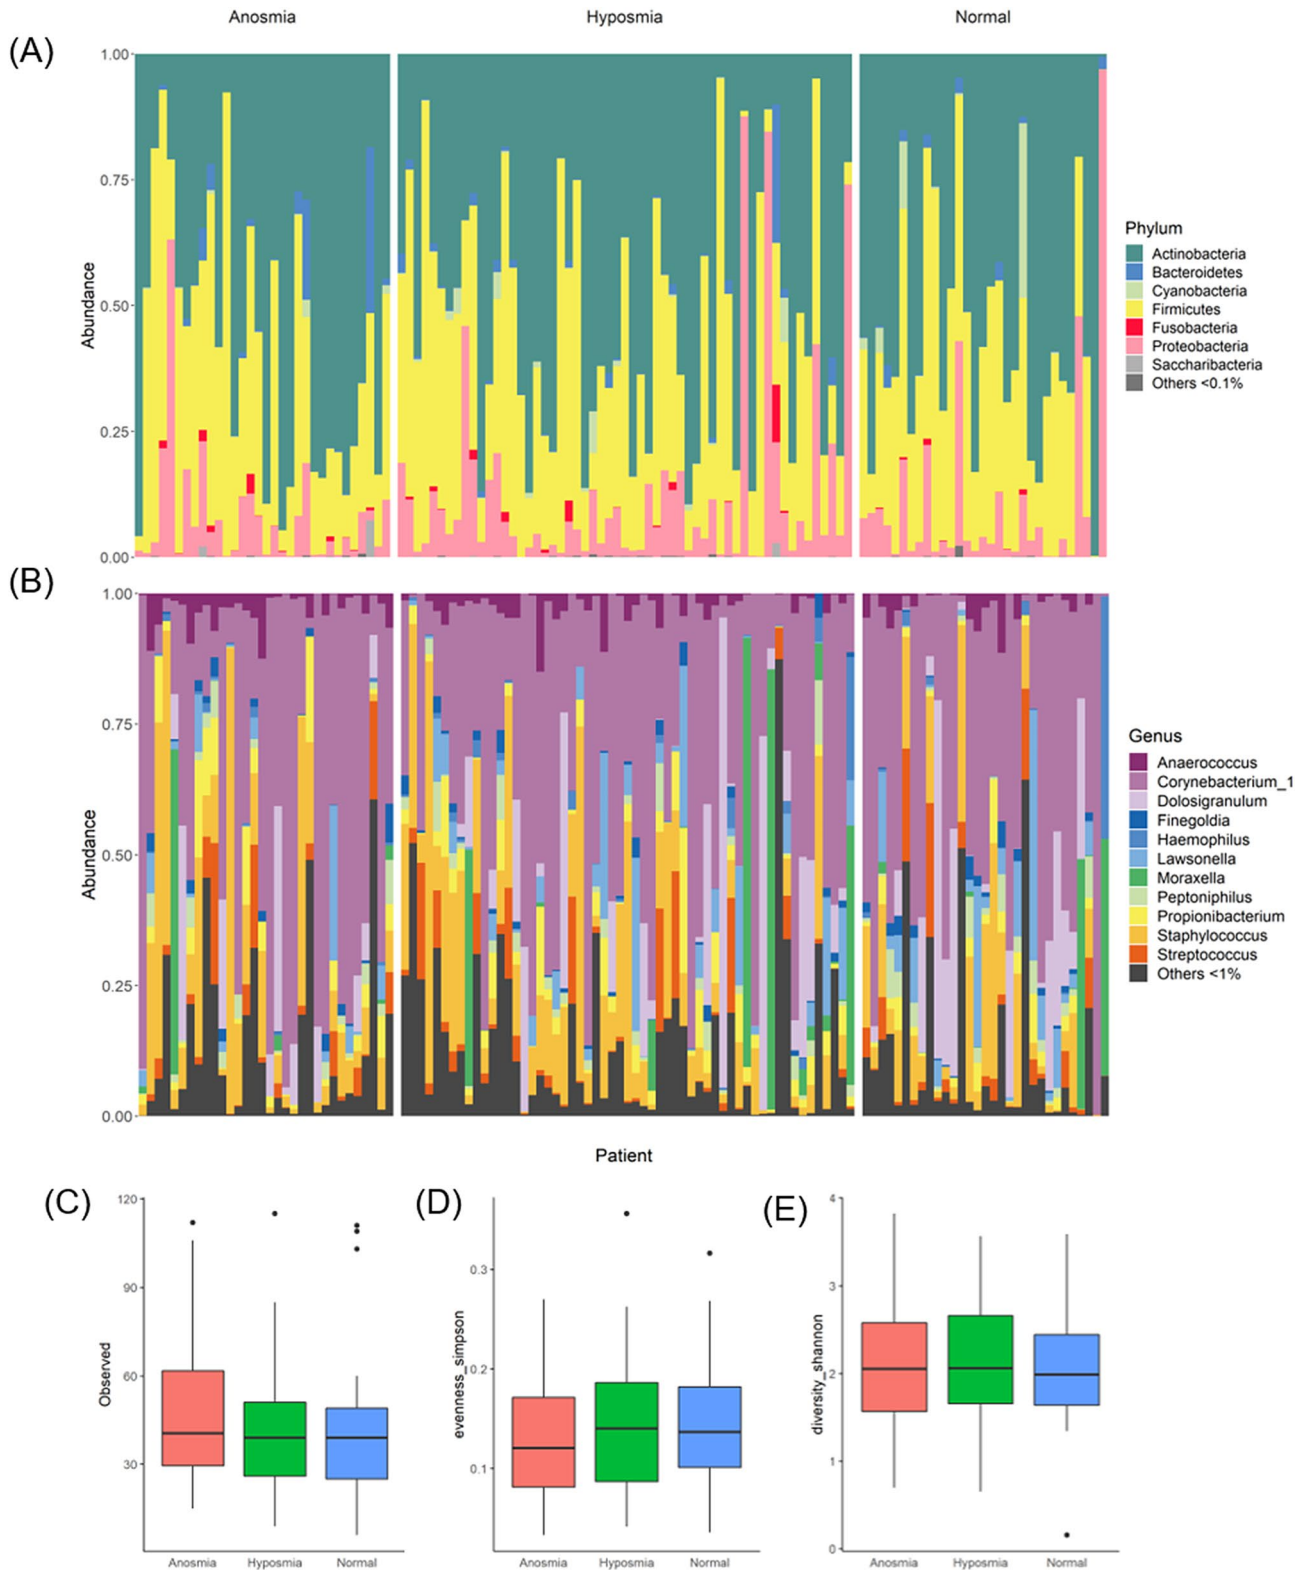 Anosmia Hyposmia Normal
(A)
1.00
0.75
0.50
0.25
0.00
Abundance
Phylum
Actinobacteria
Bacteroidetes
Cyanobacteria
Firmicutes
Fusobacteria
Proteobacteria
Saccharibacteria
Others <0.1%
(B)
1.00
0.75
0.50
0.25
0.00
Abundance
Patient
Genus
Anaerococcus
Corynebacterium_1
Dolosigranulum
Finegoldia
Haemophilus
Lawsonella
Moraxella
Peptoniphilus
Propionibacterium
Staphylococcus
Streptococcus
Others <1%
(C)
120
90
60
30
Observed
Anosmia Hyposmia Normal
(D)
0.3
0.2
0.1
evenness_simpson
Anosmia Hyposmia Normal
(E)
4
3
2
1
0
diversity_shannon
Anosmia Hyposmia Normal